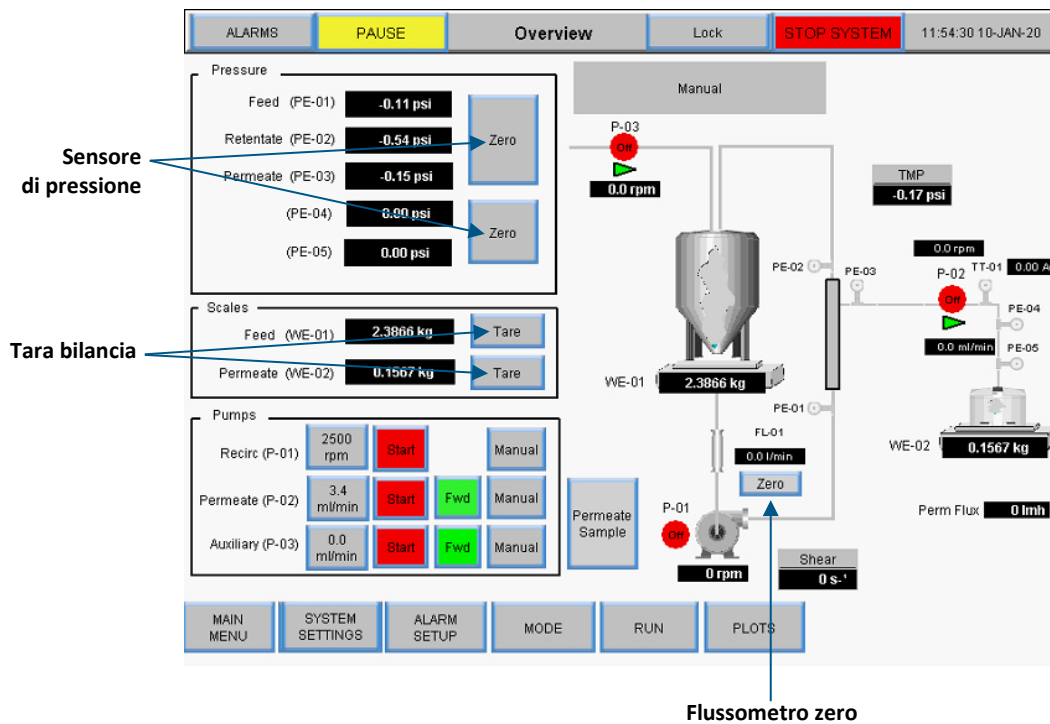 ALARMS PAUSE Overview Lock STOP SYSTEM 11:54:30 10-JAN-20
Pressure
Feed (PE-01) -0.11 psi
Retentate (PE-02) -0.54 psi
Zero
Permeate (PE-03) -0.15 psi
(PE-04) 0.00 psi
Zero
(PE-05) 0.00 psi
Sensore
di pressione
Scales
Feed (WE-01) 2.3866 kg Tare
Permeate (WE-02) 0.1567 kg Tare
Tara bilancia
Pumps
Recirc (P-01) 2500
rpm Start Manual
Permeate (P-02) 3.4
ml/min Start Fwd Manual
Auxiliary (P-03) 0.0
ml/min Start Fwd Manual
Permeate
Sample
Manual
P-03
Off
0.0 rpm
TMP
-0.17 psi
PE-02
PE-03
0.0 rpm
P-02
Off
TT-01
0.00 A
PE-04
0.0 ml/min
PE-05
WE-01 2.3866 kg
PE-01
FL-01
0.0 l/min
Zero
WE-02 0.1567 kg
P-01
Off
0 rpm
Perm Flux 0 lmh
Shear
0 s-¹
MAIN
MENU
SYSTEM
SETTINGS
ALARM
SETUP
MODE
RUN
PLOTS
Flussometro zero